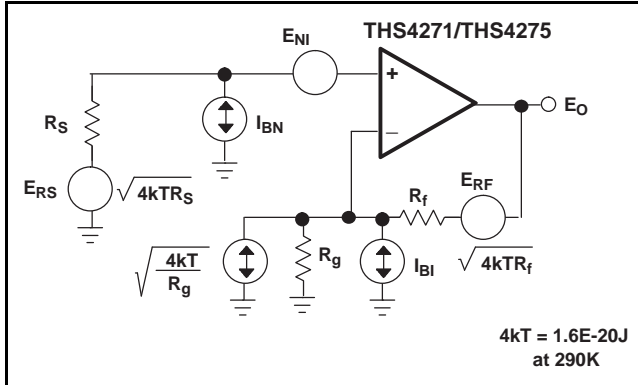 THS4271/THS4275
E_NI
+
E_O
R_S
I_BN
−
E_RS
√4kTR_S
R_f
E_RF
√(4kT/R_g)
R_g
I_BI
√4kTR_f
4kT = 1.6E-20J
at 290K